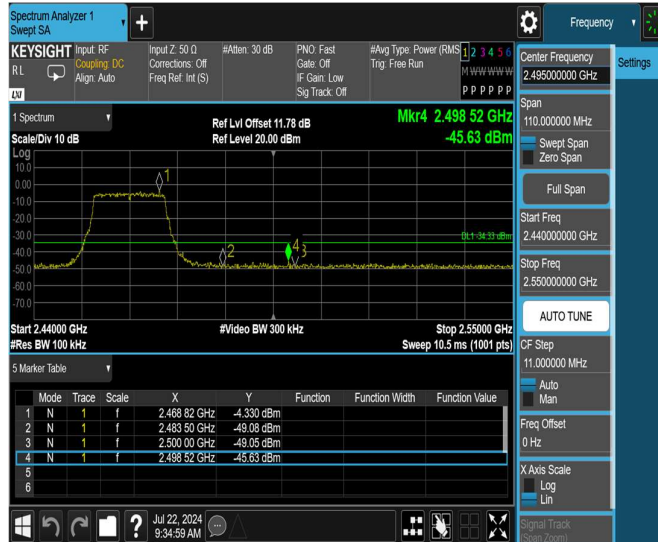 Spectrum Analyzer 1
Swept SA
Frequency
KEYSIGHT
RL
LXI
Input: RF
Coupling: DC
Align: Auto
Input Z: 50 Ω
Corrections: Off
Freq Ref: Int (S)
#Atten: 30 dB
PNO: Fast
Gate: Off
IF Gain: Low
Sig Track: Off
#Avg Type: Power (RMS
Trig: Free Run
1 2 3 4 5 6
M W W W W W
P P P P P P
1 Spectrum
Scale/Div 10 dB
Ref Lvl Offset 11.78 dB
Ref Level 20.00 dBm
Mkr4 2.498 52 GHz
-45.63 dBm
Log
10.0
0.00
-10.0
-20.0
-30.0
-40.0
-50.0
-60.0
-70.0
1
2
4
3
DL1 -34.33 dBm
Start 2.44000 GHz
#Res BW 100 kHz
#Video BW 300 kHz
Stop 2.55000 GHz
Sweep 10.5 ms (1001 pts)
5 Marker Table
Mode Trace Scale X Y Function Function Width Function Value
1 N 1 f 2.468 82 GHz -4.330 dBm
2 N 1 f 2.483 50 GHz -49.08 dBm
3 N 1 f 2.500 00 GHz -49.05 dBm
4 N 1 f 2.498 52 GHz -45.63 dBm
5
6
Jul 22, 2024
9:34:59 AM
Center Frequency
2.495000000 GHz
Settings
Span
110.000000 MHz
Swept Span
Zero Span
Full Span
Start Freq
2.440000000 GHz
Stop Freq
2.550000000 GHz
AUTO TUNE
CF Step
11.000000 MHz
Auto
Man
Freq Offset
0 Hz
X Axis Scale
Log
Lin
Signal Track
(Span Zoom)